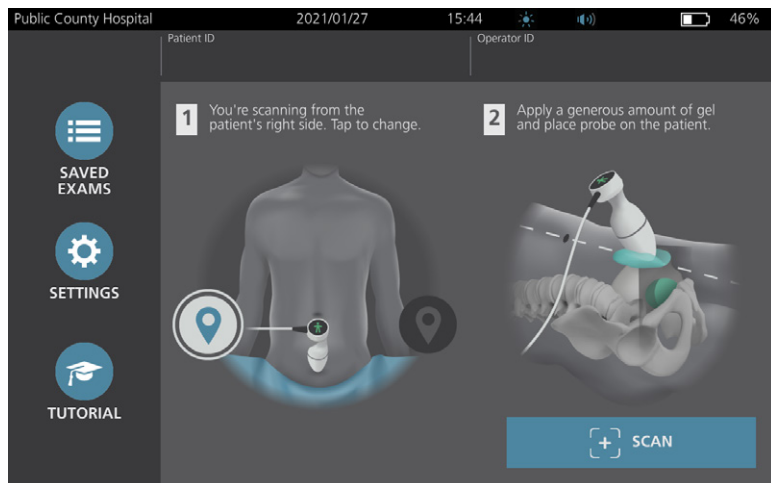 Public County Hospital 2021/01/27 15:44 46%
Patient ID
Operator ID
SAVED
EXAMS
SETTINGS
TUTORIAL
1 You're scanning from the
patient's right side. Tap to change.
2 Apply a generous amount of gel
and place probe on the patient.
SCAN